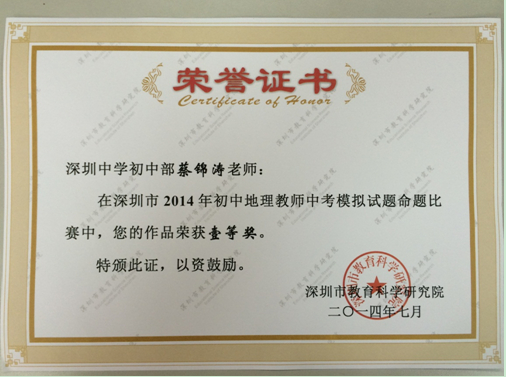 荣誉证书
Certificate of Honor
深圳中学初中部蔡锦涛老师：
在深圳市2014年初中地理教师中考模拟试题命题比
赛中，您的作品荣获壹等奖。
特颁此证，以资鼓励。
深圳市教育科学研究院
二〇一四年七月